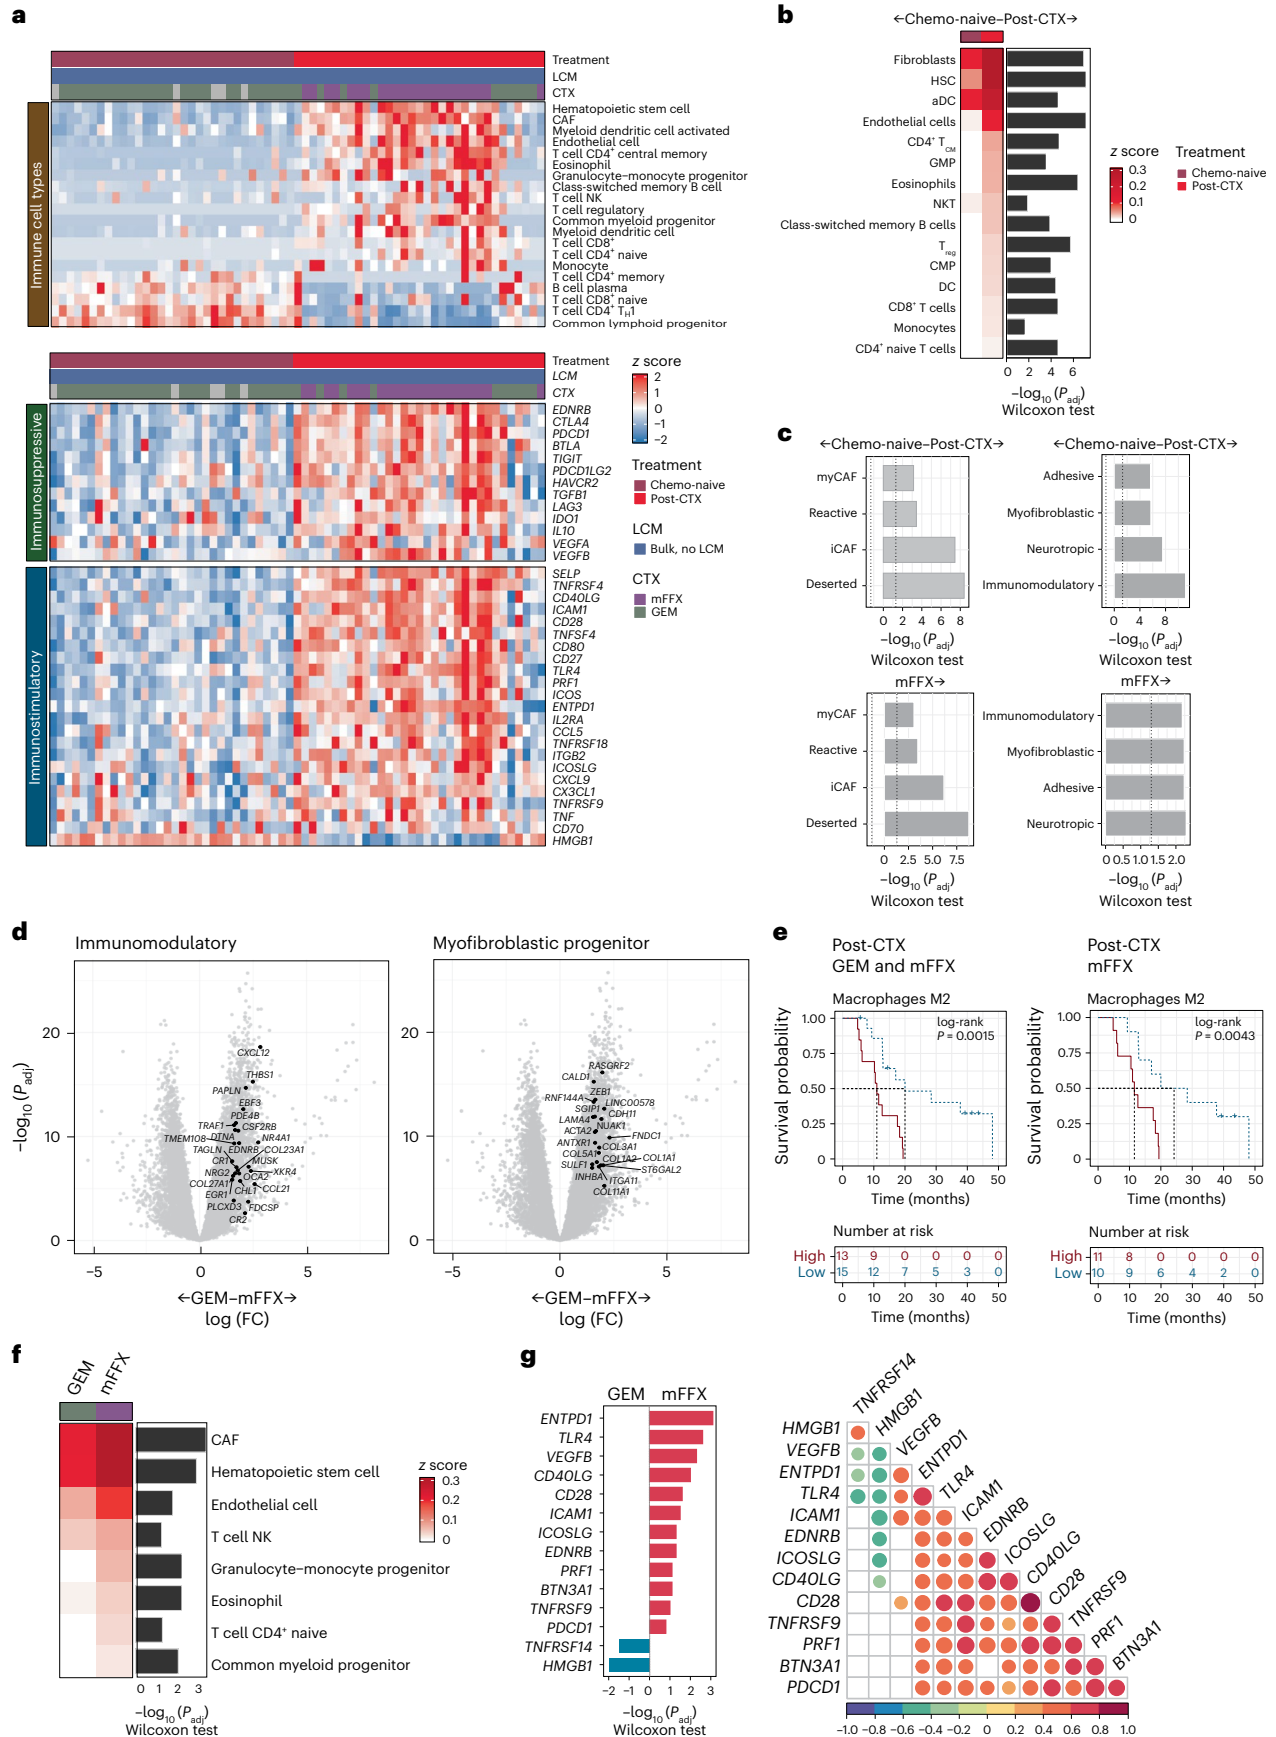 a
Treatment
LCM
CTX
Immune cell types
Hematopoietic stem cell
CAF
Myeloid dendritic cell activated
Endothelial cell
T cell CD4+ central memory
Eosinophil
Granulocyte–monocyte progenitor
Class-switched memory B cell
T cell NK
T cell regulatory
Common myeloid progenitor
Myeloid dendritic cell
T cell CD8+
T cell CD4+ naive
Monocyte
T cell CD4+ memory
B cell plasma
T cell CD8+ naive
T cell CD4+ TH1
Common lymphoid progenitor
Treatment
LCM
CTX
Immunosuppressive
EDNRB
CTLA4
PDCD1
BTLA
TIGIT
PDCD1LG2
HAVCR2
TGFB1
LAG3
IDO1
IL10
VEGFA
VEGFB
Immunostimulatory
SELP
TNFRSF4
CD40LG
ICAM1
CD28
TNFSF4
CD80
CD27
TLR4
PRF1
ICOS
ENTPD1
IL2RA
CCL5
TNFRSF18
ITGB2
ICOSLG
CXCL9
CX3CL1
TNFRSF9
TNF
CD70
HMGB1
z score
2
1
0
−1
−2
Treatment
Chemo-naive
Post-CTX
LCM
Bulk, no LCM
CTX
mFFX
GEM
b
←Chemo-naive–Post-CTX→
Fibroblasts
HSC
aDC
Endothelial cells
CD4+ TCM
GMP
Eosinophils
NKT
Class-switched memory B cells
Treg
CMP
DC
CD8+ T cells
Monocytes
CD4+ naive T cells
0 2 4 6
−log10 (Padj)
Wilcoxon test
z score
0.3
0.2
0.1
0
Treatment
Chemo-naive
Post-CTX
c
←Chemo-naive–Post-CTX→
myCAF
Reactive
iCAF
Deserted
0 2 4 6 8
−log10 (Padj)
Wilcoxon test
←Chemo-naive–Post-CTX→
Adhesive
Myofibroblastic
Neurotropic
Immunomodulatory
0 4 8
−log10 (Padj)
Wilcoxon test
mFFX→
myCAF
Reactive
iCAF
Deserted
0 2.5 5.0 7.5
−log10 (Padj)
Wilcoxon test
mFFX→
Immunomodulatory
Myofibroblastic
Adhesive
Neurotropic
0 0.5 1.0 1.5 2.0
−log10 (Padj)
Wilcoxon test
d
Immunomodulatory
−log10 (Padj)
20
10
0
CXCL12
THBS1
PAPLN
EBF3
PDE4B
TRAF1
CSF2RB
TMEM108
DTNA
NR4A1
TAGLN
EDNRB
COL23A1
CR1
MUSK
NRG2
XKR4
OCA2
COL27A1
CHL1
CCL21
EGR1
PLCXD3
FDCSP
CR2
−5 0 5
←GEM–mFFX→
log (FC)
Myofibroblastic progenitor
20
10
0
RASGRF2
CALD1
ZEB1
RNF144A
LINC00578
SGIP1
CDH11
LAMA4
NUAK1
ACTA2
FNDC1
ANTXR1
COL3A1
COL5A1
COL1A2
COL1A1
SULF1
ST6GAL2
INHBA
ITGA11
COL11A1
−5 0 5
←GEM–mFFX→
log (FC)
e
Post-CTX
GEM and mFFX
Macrophages M2
Survival probability
1.00
0.75
0.50
0.25
0
log-rank
P = 0.0015
0 10 20 30 40 50
Time (months)
Number at risk
High 13 9 0 0 0 0
Low 15 12 7 5 3 0
0 10 20 30 40 50
Time (months)
Post-CTX
mFFX
Macrophages M2
Survival probability
1.00
0.75
0.50
0.25
0
log-rank
P = 0.0043
0 10 20 30 40 50
Time (months)
Number at risk
High 11 8 0 0 0 0
Low 10 9 6 4 2 0
0 10 20 30 40 50
Time (months)
f
GEM
mFFX
CAF
Hematopoietic stem cell
Endothelial cell
T cell NK
Granulocyte–monocyte progenitor
Eosinophil
T cell CD4+ naive
Common myeloid progenitor
0 1 2 3
−log10 (Padj)
Wilcoxon test
z score
0.3
0.2
0.1
0
g
GEM mFFX
ENTPD1
TLR4
VEGFB
CD40LG
CD28
ICAM1
ICOSLG
EDNRB
PRF1
BTN3A1
TNFRSF9
PDCD1
TNFRSF14
HMGB1
−2 −1 0 1 2 3
−log10 (Padj)
Wilcoxon test
TNFRSF14
HMGB1
VEGFB
ENTPD1
TLR4
ICAM1
EDNRB
ICOSLG
CD40LG
CD28
TNFRSF9
PRF1
BTN3A1
HMGB1
VEGFB
ENTPD1
TLR4
ICAM1
EDNRB
ICOSLG
CD40LG
CD28
TNFRSF9
PRF1
BTN3A1
PDCD1
−1.0 −0.8 −0.6 −0.4 −0.2 0 0.2 0.4 0.6 0.8 1.0